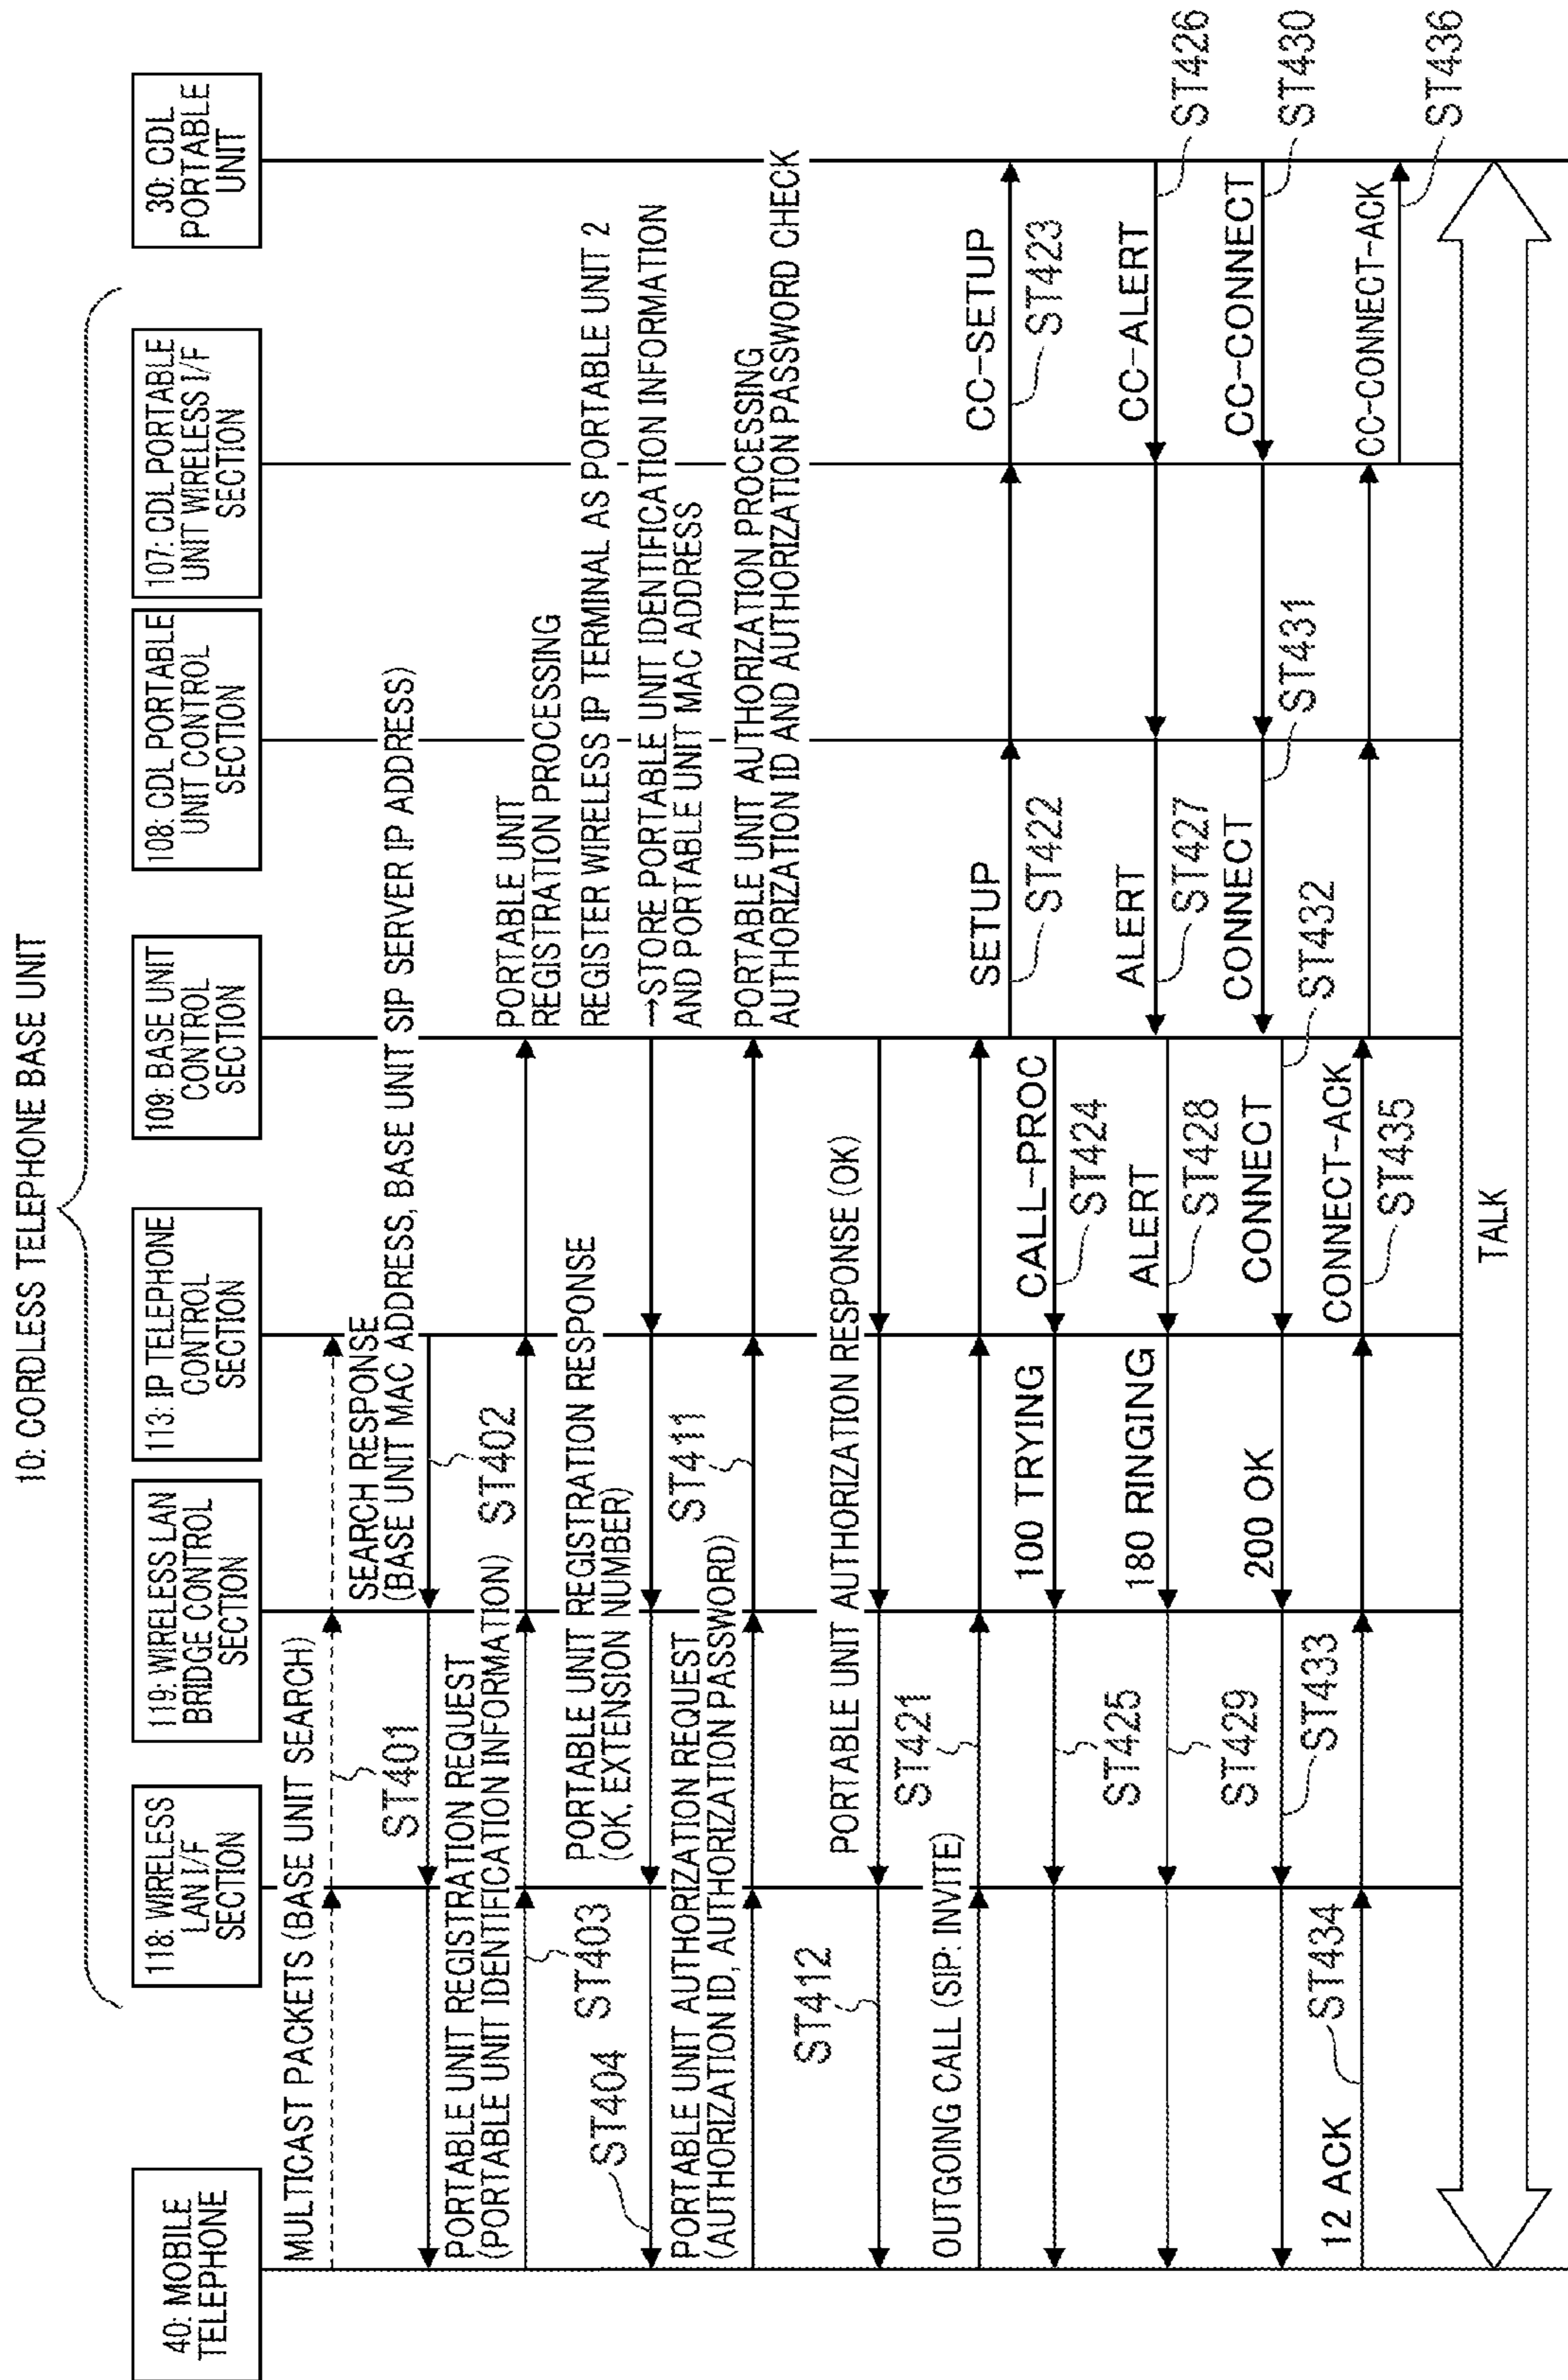 10: CORDLESS TELEPHONE BASE UNIT
40: MOBILE
TELEPHONE
118: WIRELESS
LAN I/F
SECTION
119: WIRELESS LAN
BRIDGE CONTROL
SECTION
113: IP TELEPHONE
CONTROL
SECTION
109: BASE UNIT
CONTROL
SECTION
108: CDL PORTABLE
UNIT CONTROL
SECTION
107: CDL PORTABLE
UNIT WIRELESS I/F
SECTION
30: CDL
PORTABLE
UNIT
MULTICAST PACKETS (BASE UNIT SEARCH)
ST401
SEARCH RESPONSE
(BASE UNIT MAC ADDRESS, BASE UNIT SIP SERVER IP ADDRESS)
ST402
PORTABLE UNIT REGISTRATION REQUEST
(PORTABLE UNIT IDENTIFICATION INFORMATION)
ST403
PORTABLE UNIT
REGISTRATION PROCESSING
REGISTER WIRELESS IP TERMINAL AS PORTABLE UNIT 2
→STORE PORTABLE UNIT IDENTIFICATION INFORMATION
AND PORTABLE UNIT MAC ADDRESS
PORTABLE UNIT REGISTRATION RESPONSE
(OK, EXTENSION NUMBER)
ST404
PORTABLE UNIT AUTHORIZATION REQUEST
(AUTHORIZATION ID, AUTHORIZATION PASSWORD)
ST411
PORTABLE UNIT AUTHORIZATION PROCESSING
AUTHORIZATION ID AND AUTHORIZATION PASSWORD CHECK
PORTABLE UNIT AUTHORIZATION RESPONSE (OK)
ST412
OUTGOING CALL (SIP: INVITE)
ST421
SETUP
ST422
CC-SETUP
ST423
100 TRYING
CALL-PROC
ST424
ST425
CC-ALERT
ST426
ALERT
ST427
180 RINGING
ALERT
ST428
ST429
CC-CONNECT
ST430
CONNECT
ST431
200 OK
CONNECT
ST432
ST433
12 ACK
ST434
CONNECT-ACK
ST435
CC-CONNECT-ACK
ST436
TALK